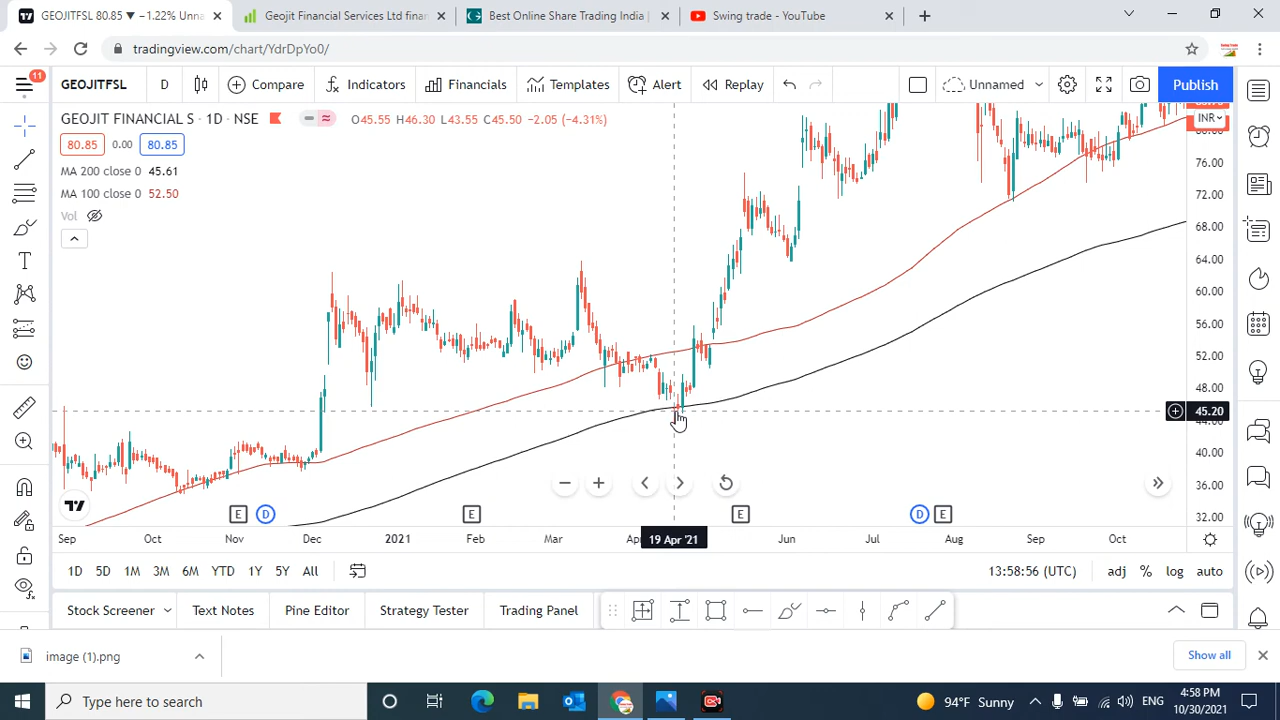 GEOJITFSL 80.85 ▼ −1.22% Unna
Geojit Financial Services Ltd finan
Best Online Share Trading India |
Swing trade - YouTube
tradingview.com/chart/YdrDpYo0/
11
GEOJITFSL
D
Compare
Indicators
Financials
Templates
Alert
Replay
Unnamed
Publish
GEOJIT FINANCIAL S · 1D · NSE
O45.55 H46.30 L43.55 C45.50 −2.05 (−4.31%)
INR
80.85 0.00 80.85
MA 200 close 0 45.61
MA 100 close 0 52.50
Vol
80.00
76.00
72.00
68.00
64.00
60.00
56.00
52.00
48.00
45.20
44.00
40.00
36.00
32.00
E D E E D E
Sep Oct Nov Dec 2021 Feb Mar Apr 19 Apr '21 Jun Jul Aug Sep Oct
1D 5D 1M 3M 6M YTD 1Y 5Y All
13:58:56 (UTC) adj % log auto
Stock Screener Text Notes Pine Editor Strategy Tester Trading Panel
image (1).png
Show all
Type here to search
94°F Sunny
ENG
4:58 PM
10/30/2021